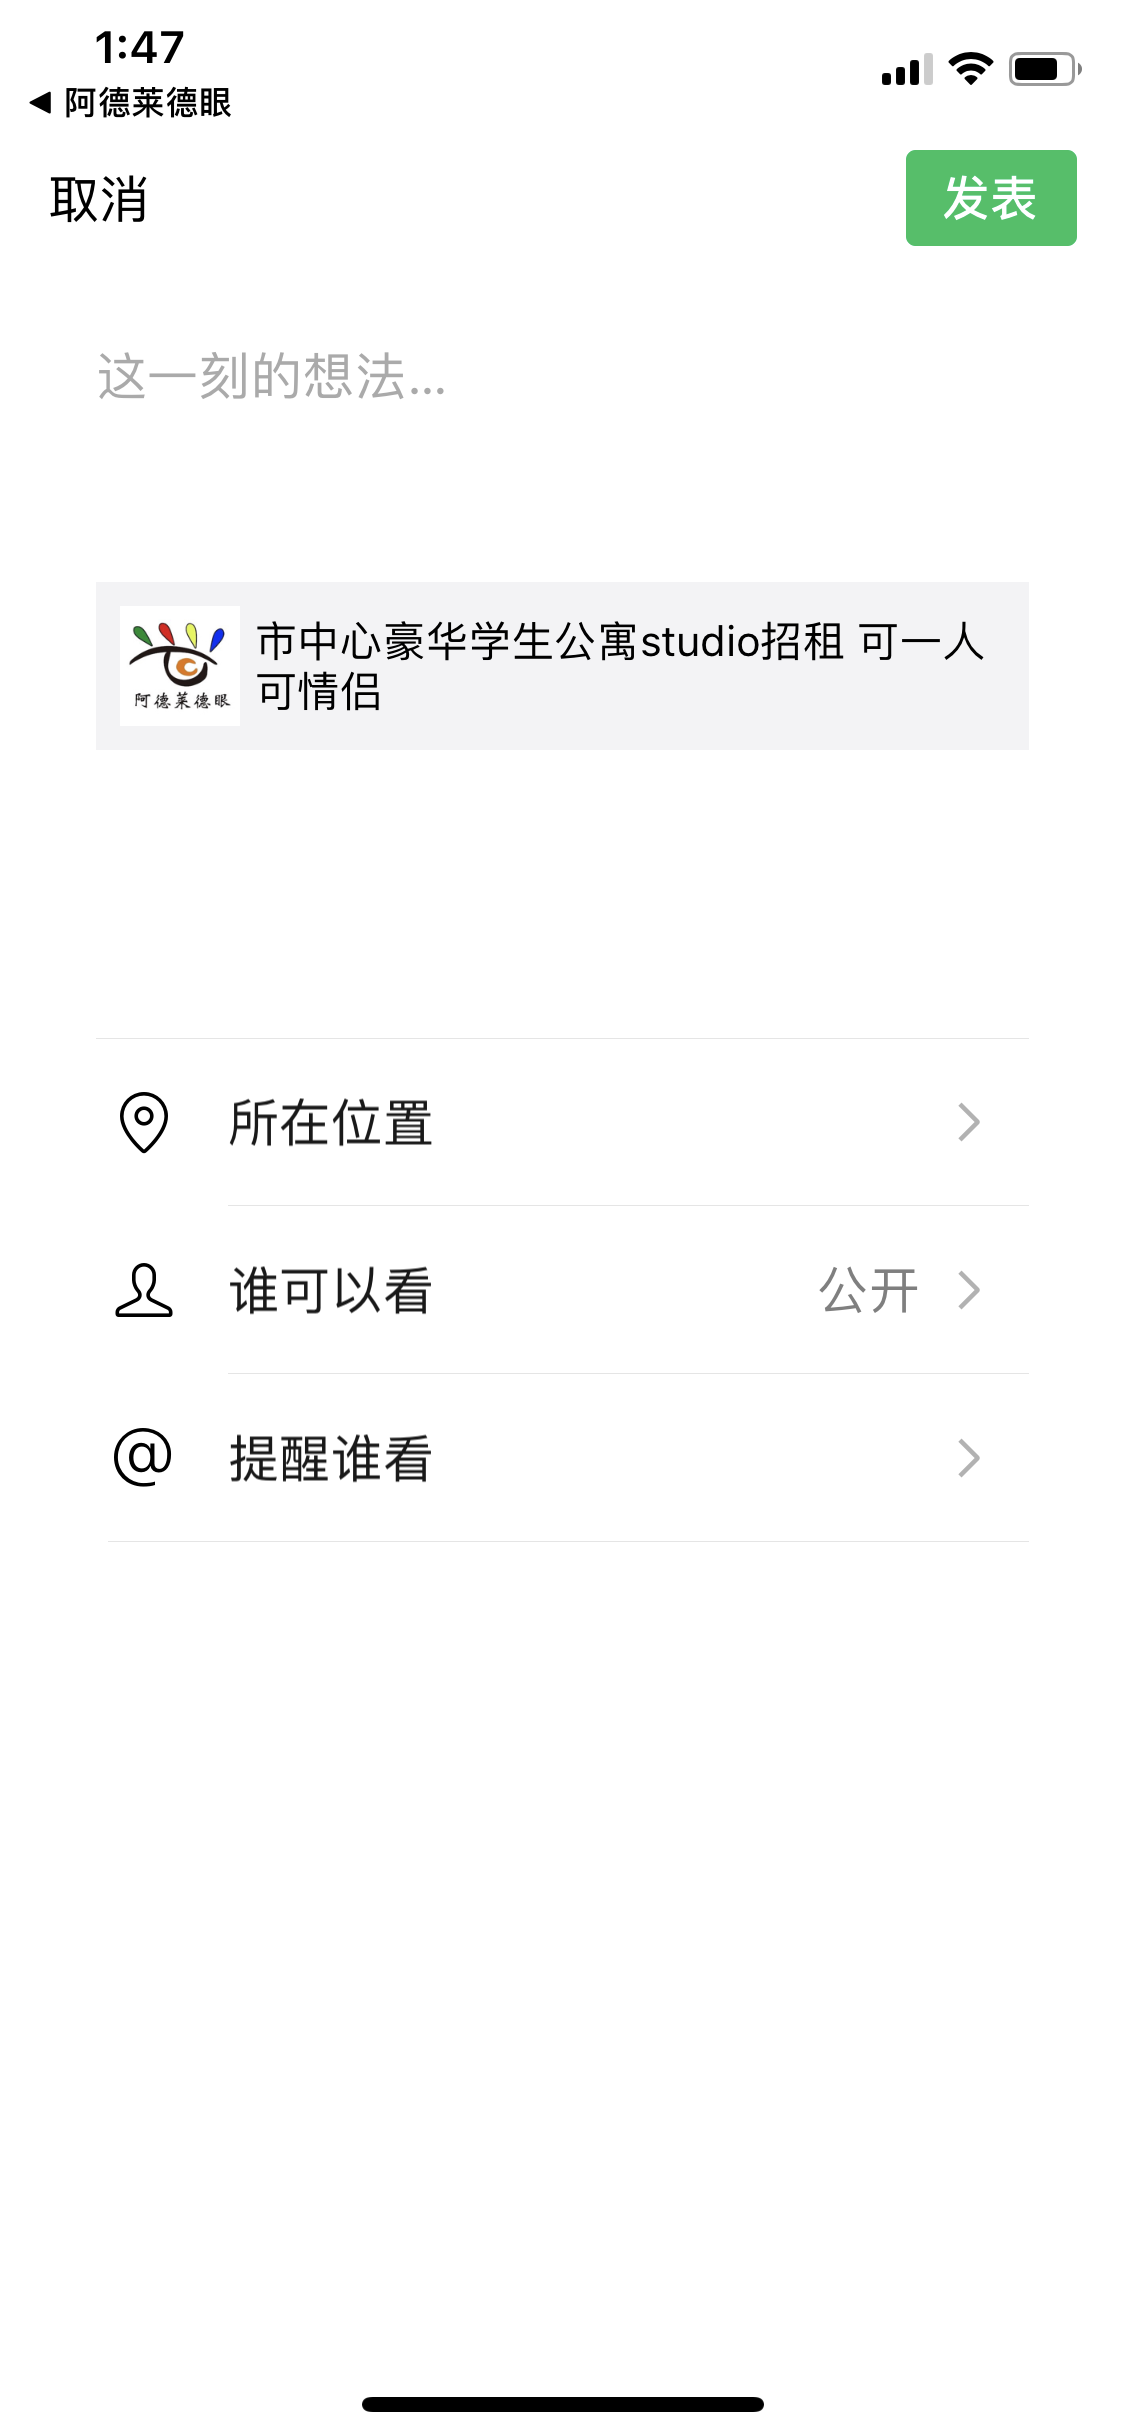 1:47
◀ 阿德莱德眼
取消
发表
这一刻的想法...
市中心豪华学生公寓studio招租 可一人
可情侣
阿德莱德眼
所在位置
谁可以看 公开
@ 提醒谁看